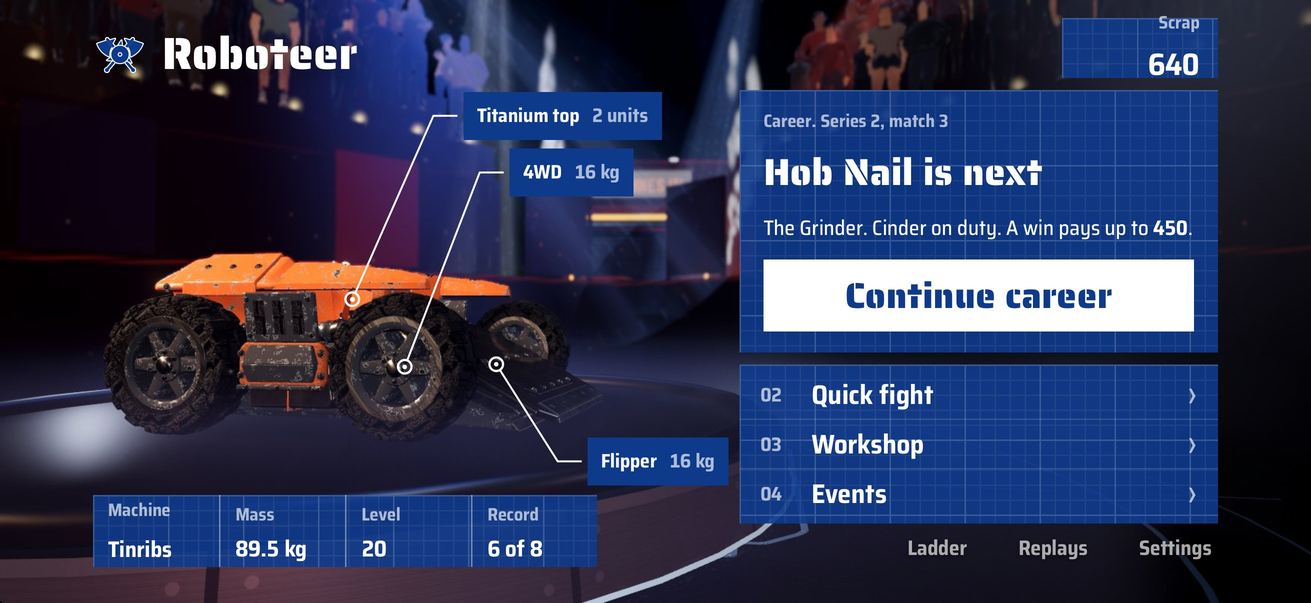 Roboteer
Scrap
640
Titanium top 2 units
4WD 16 kg
Flipper 16 kg
Career. Series 2, match 3
Hob Nail is next
The Grinder. Cinder on duty. A win pays up to 450.
Continue career
02 Quick fight
03 Workshop
04 Events
Machine
Tinribs
Mass
89.5 kg
Level
20
Record
6 of 8
Ladder Replays Settings